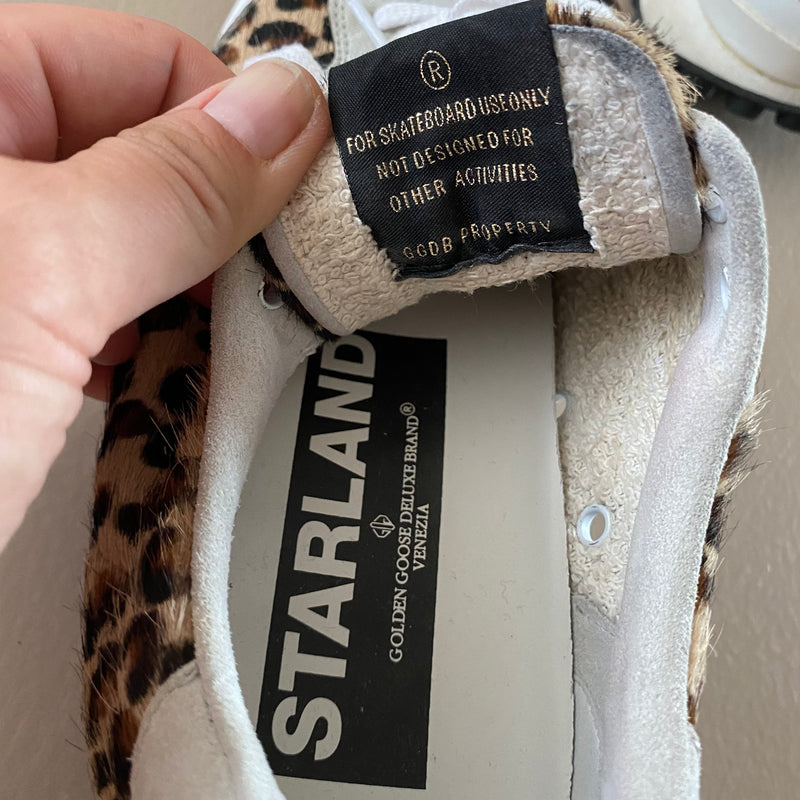 ®
FOR SKATEBOARD USE ONLY
NOT DESIGNED FOR
OTHER ACTIVITIES
GGDB PROPERTY
STARLAND
GOLDEN GOOSE DELUXE BRAND®
VENEZIA